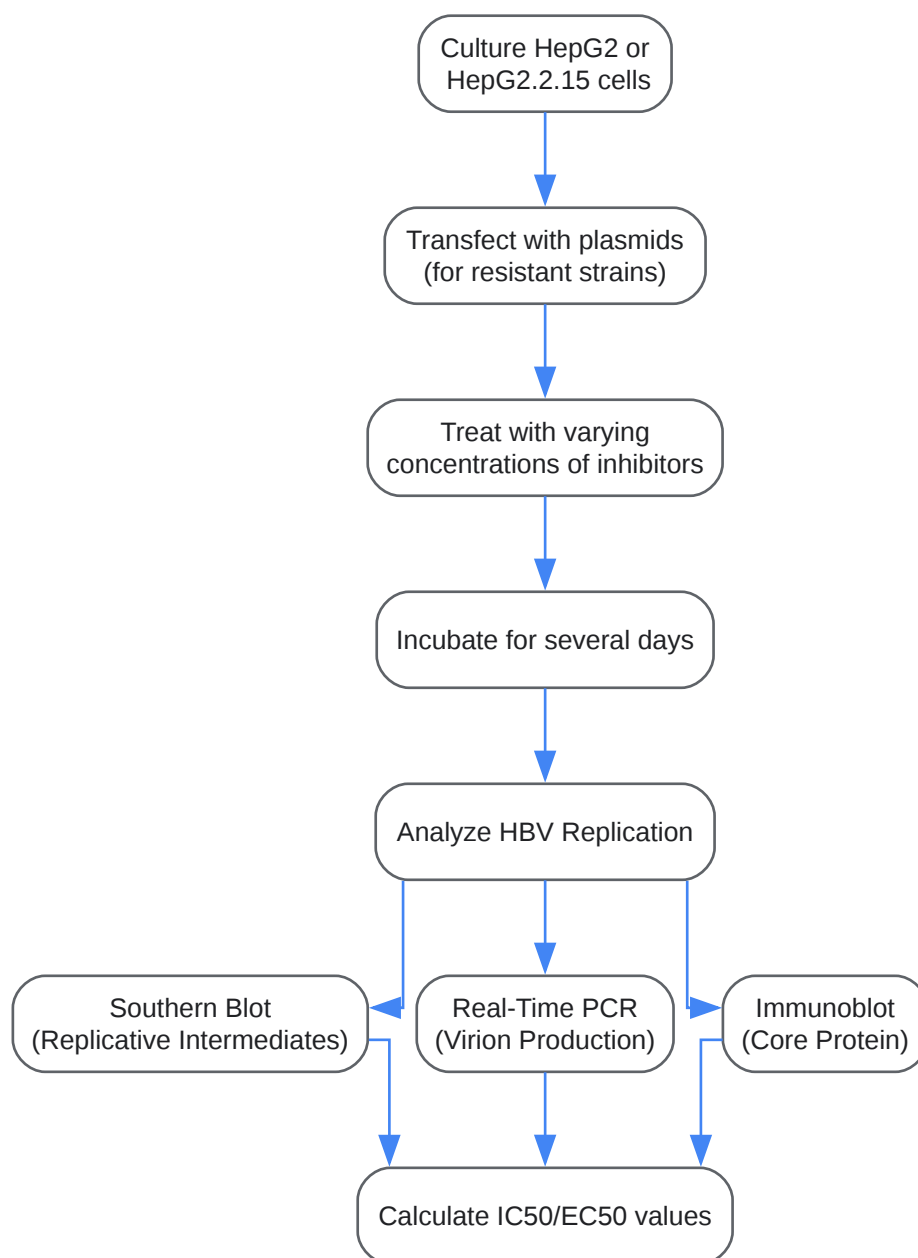 Culture HepG2 or
HepG2.2.15 cells
Transfect with plasmids
(for resistant strains)
Treat with varying
concentrations of inhibitors
Incubate for several days
Analyze HBV Replication
Southern Blot
(Replicative Intermediates)
Real-Time PCR
(Virion Production)
Immunoblot
(Core Protein)
Calculate IC50/EC50 values